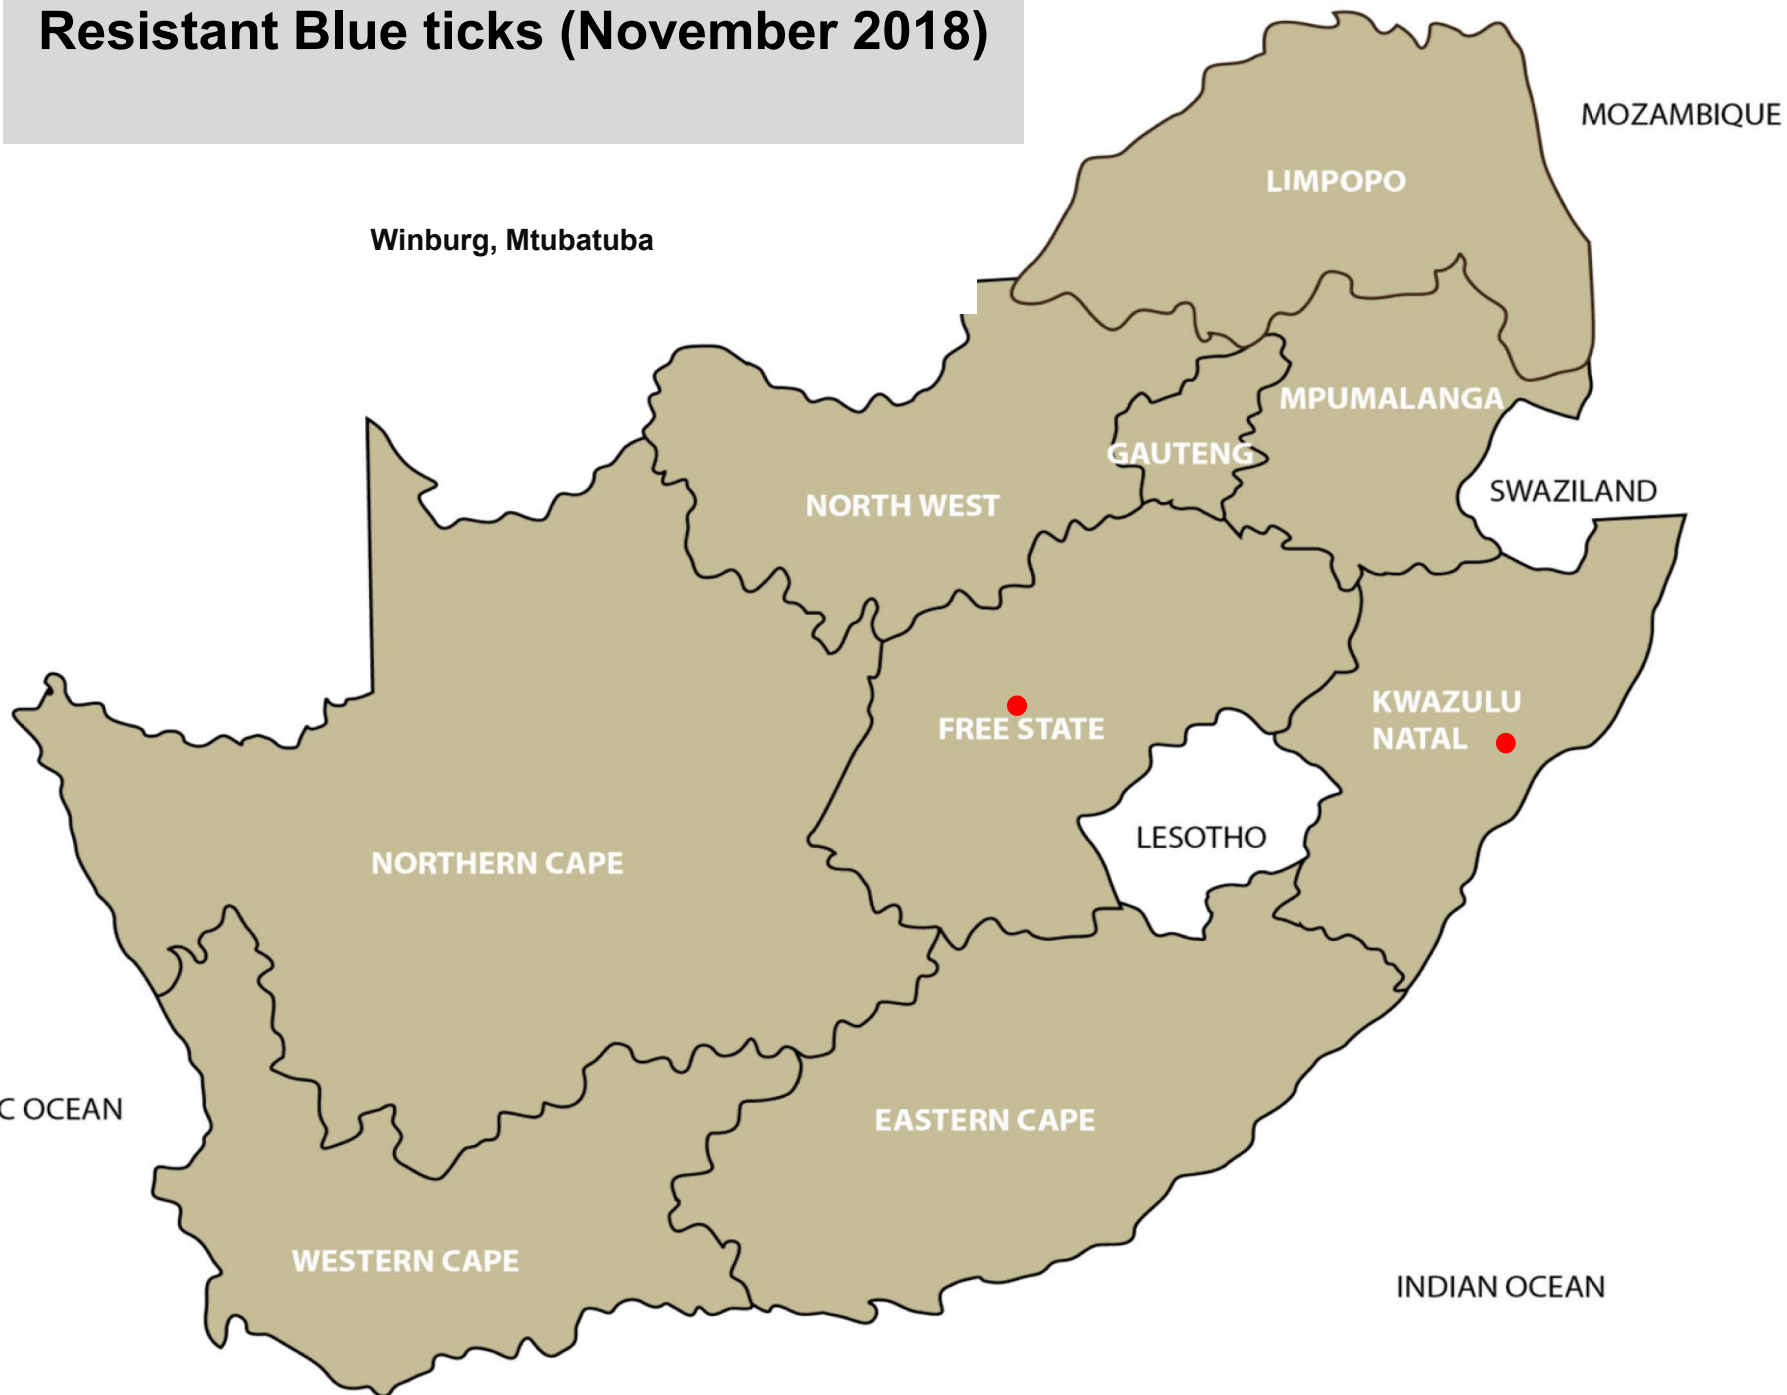 Resistant Blue ticks (November 2018)
MOZAMBIQUE
LIMPOPO
Winburg, Mtubatuba
MPUMALANGA
GAUTENG
SWAZILAND
NORTH WEST
KWAZULU
NATAL
FREE STATE
LESOTHO
NORTHERN CAPE
C OCEAN
EASTERN CAPE
WESTERN CAPE
INDIAN OCEAN